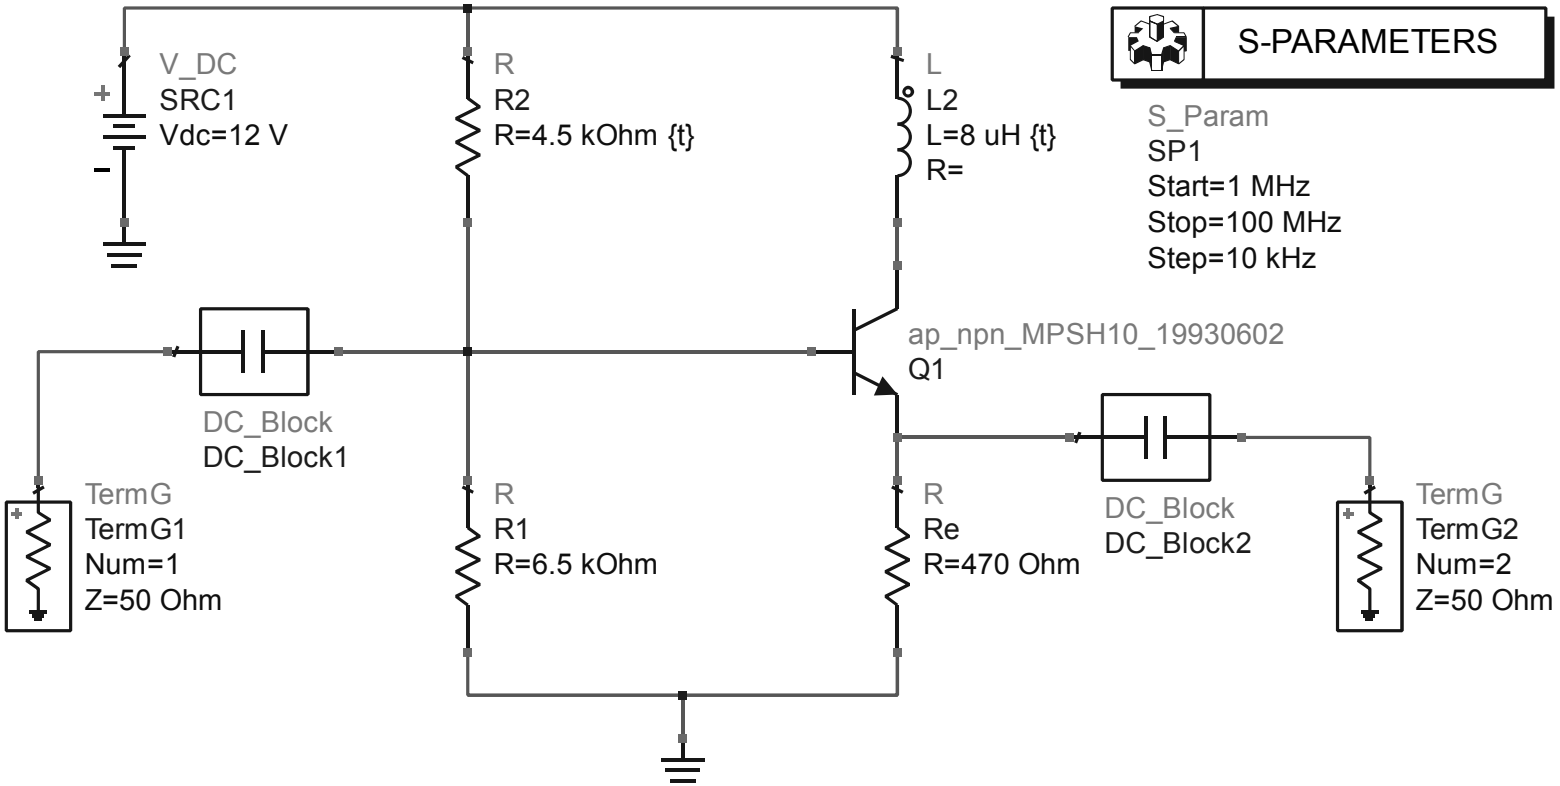 V_DC
SRC1
Vdc=12 V
R
R2
R=4.5 kOhm {t}
L
L2
L=8 uH {t}
R=
S-PARAMETERS
S_Param
SP1
Start=1 MHz
Stop=100 MHz
Step=10 kHz
DC_Block
DC_Block1
ap_npn_MPSH10_19930602
Q1
TermG
TermG1
Num=1
Z=50 Ohm
R
R1
R=6.5 kOhm
R
Re
R=470 Ohm
DC_Block
DC_Block2
TermG
TermG2
Num=2
Z=50 Ohm